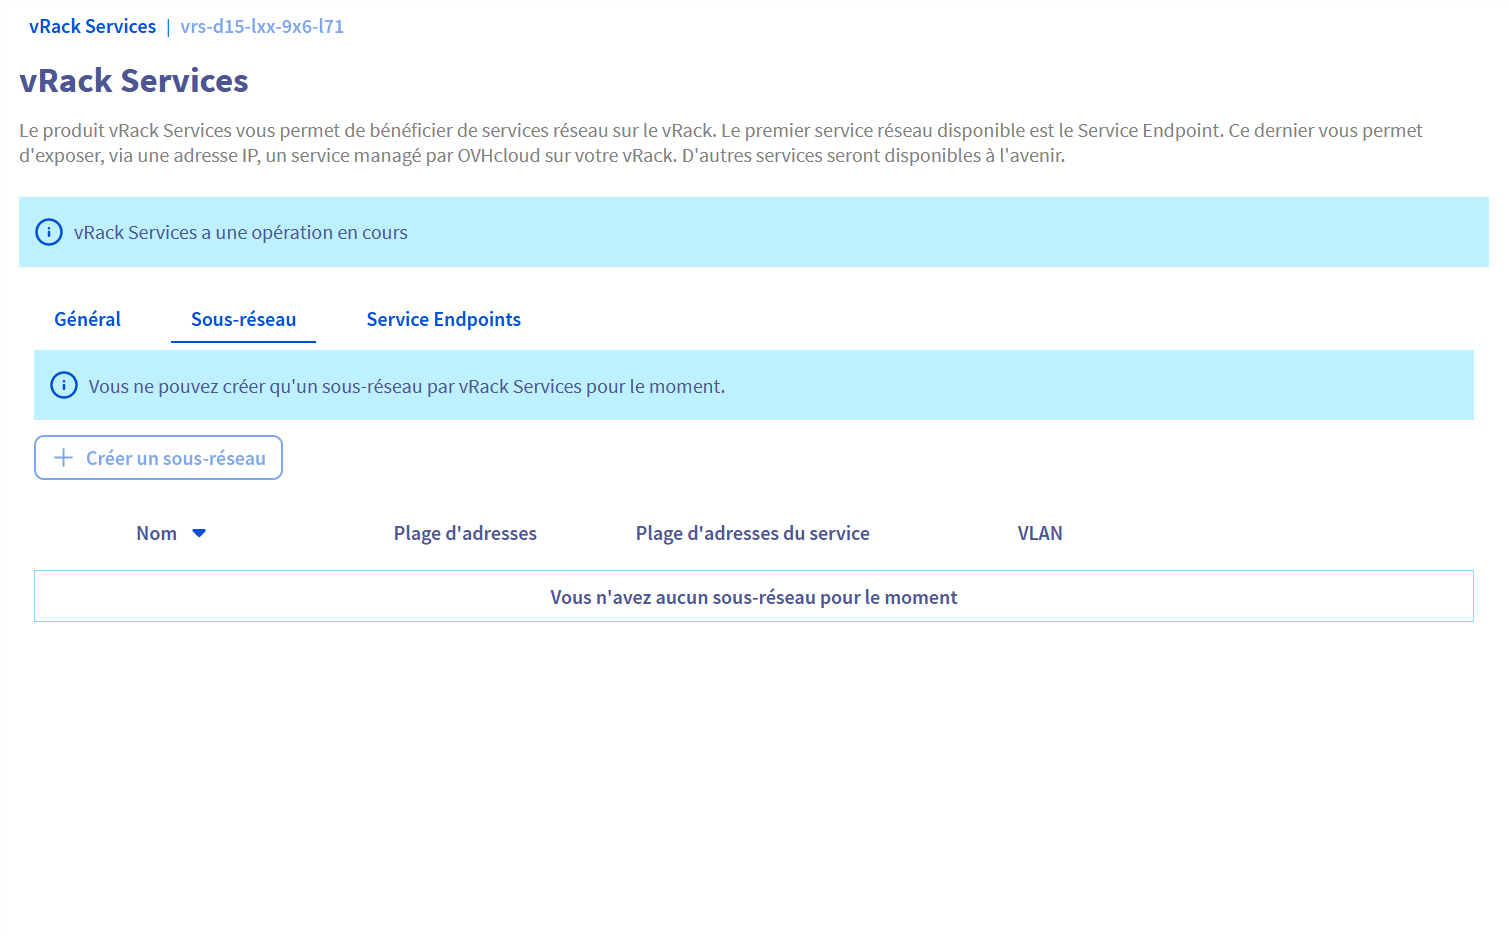 vRack Services | vrs-d15-lxx-9x6-l71
vRack Services
Le produit vRack Services vous permet de bénéficier de services réseau sur le vRack. Le premier service réseau disponible est le Service Endpoint. Ce dernier vous permet
d'exposer, via une adresse IP, un service managé par OVHcloud sur votre vRack. D'autres services seront disponibles à l'avenir.
vRack Services a une opération en cours
Général Sous-réseau Service Endpoints
Vous ne pouvez créer qu'un sous-réseau par vRack Services pour le moment.
Créer un sous-réseau
Nom Plage d'adresses Plage d'adresses du service VLAN
Vous n'avez aucun sous-réseau pour le moment